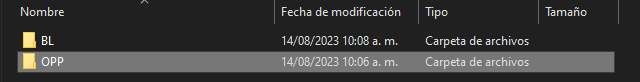 Nombre Fecha de modificación Tipo Tamaño
BL 14/08/2023 10:08 a. m. Carpeta de archivos
OPP 14/08/2023 10:06 a. m. Carpeta de archivos